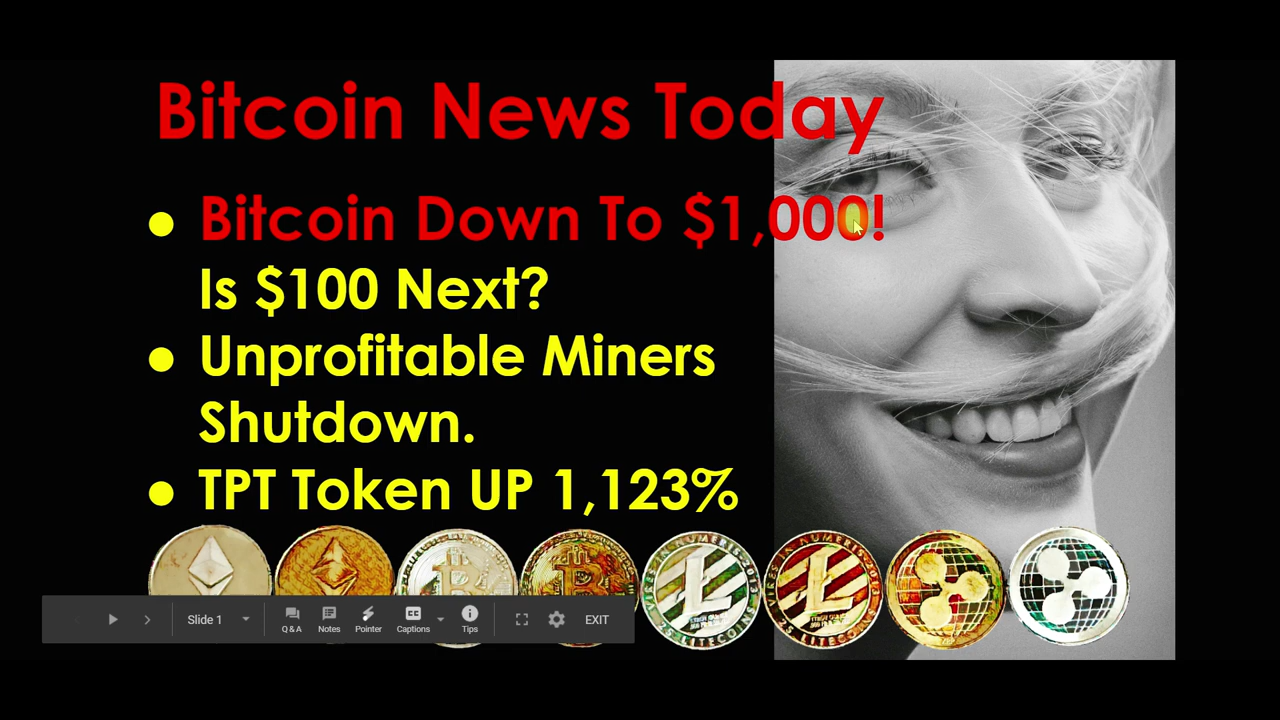 Bitcoin News Today
● Bitcoin Down To $1,000!
Is $100 Next?
● Unprofitable Miners
Shutdown.
● TPT Token UP 1,123%
Slide 1
Q&A
Notes
Pointer
Captions
Tips
EXIT